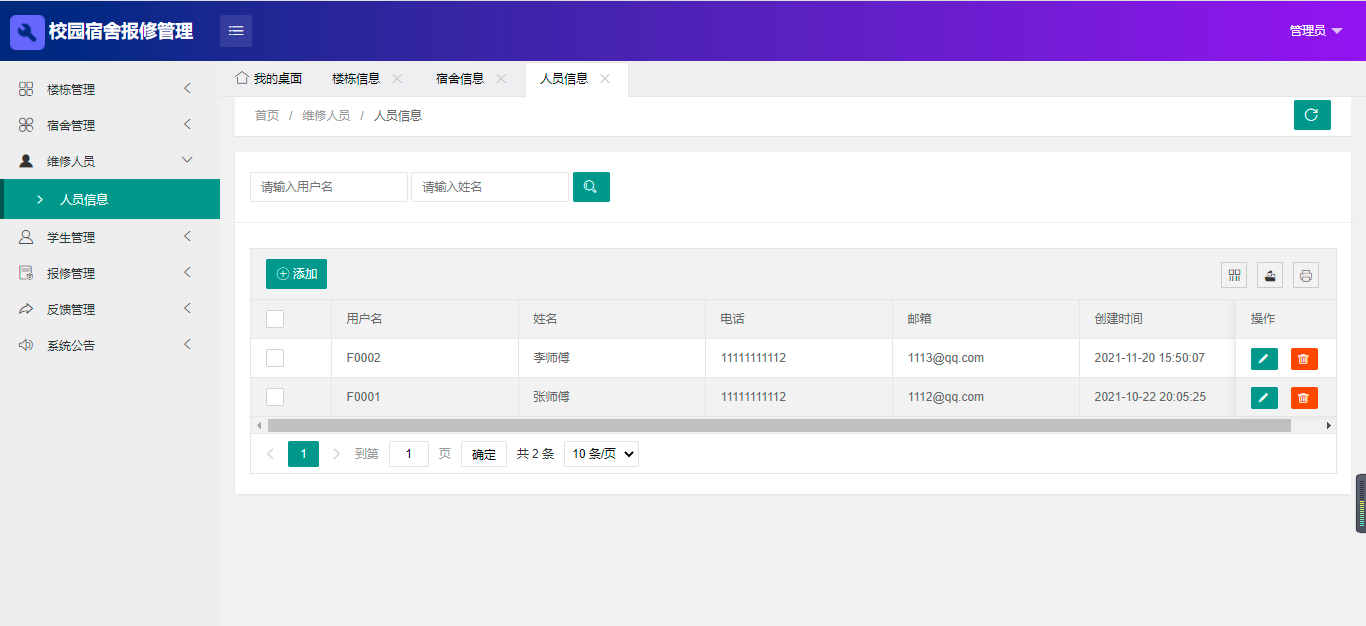 校园宿舍报修管理
管理员
楼栋管理
宿舍管理
维修人员
人员信息
学生管理
报修管理
反馈管理
系统公告
我的桌面 楼栋信息 宿舍信息 人员信息
首页 / 维修人员 / 人员信息
请输入用户名 请输入姓名
添加
用户名 姓名 电话 邮箱 创建时间 操作
F0002 李师傅 11111111112 1113@qq.com 2021-11-20 15:50:07
F0001 张师傅 11111111112 1112@qq.com 2021-10-22 20:05:25
1 到第 1 页 确定 共 2 条 10 条/页